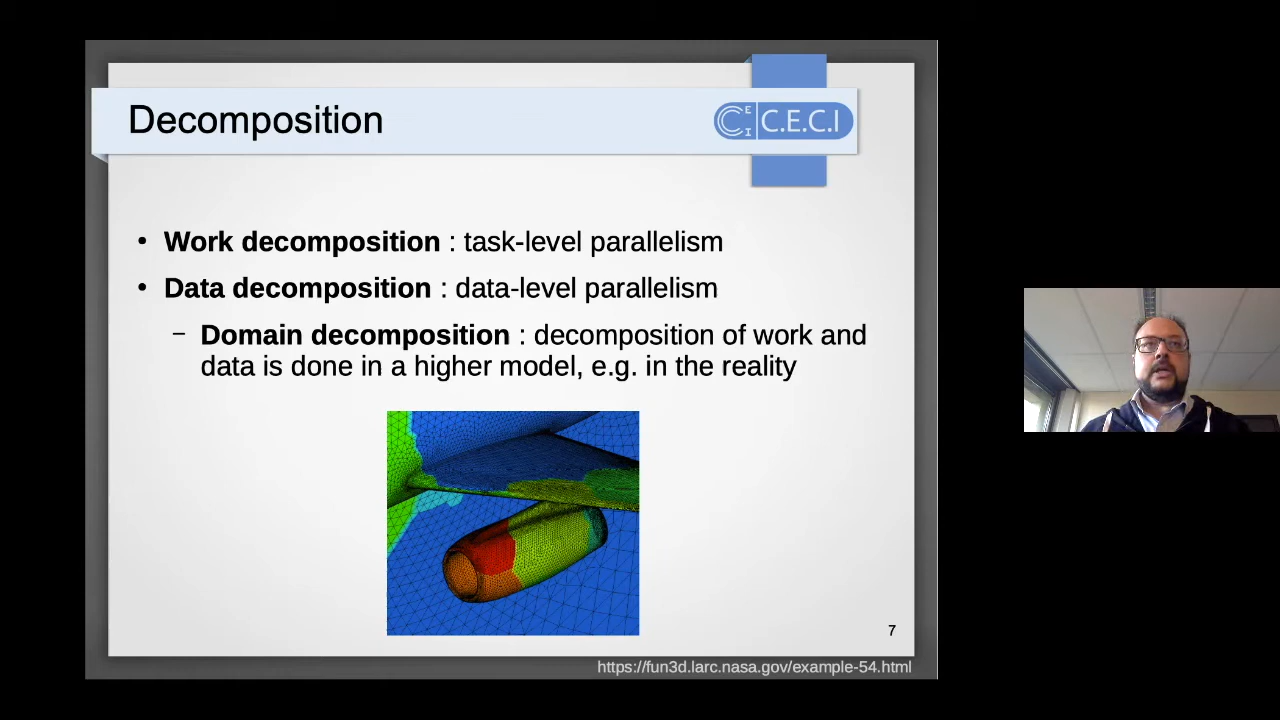 Decomposition
C E C I C.E.C.I
• Work decomposition : task-level parallelism
• Data decomposition : data-level parallelism
– Domain decomposition : decomposition of work and
data is done in a higher model, e.g. in the reality
7
https://fun3d.larc.nasa.gov/example-54.html